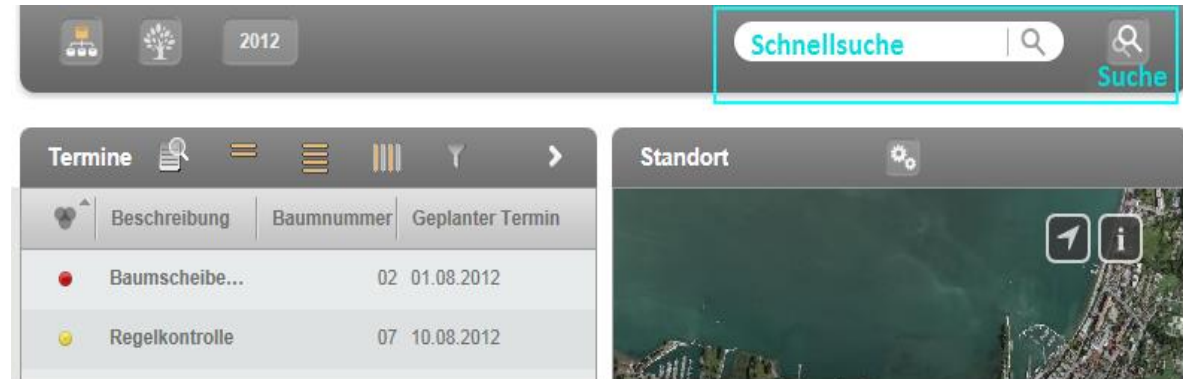 2012
Schnellsuche
Suche
Termine
Standort
Beschreibung Baumnummer Geplanter Termin
Baumscheibe... 02 01.08.2012
Regelkontrolle 07 10.08.2012